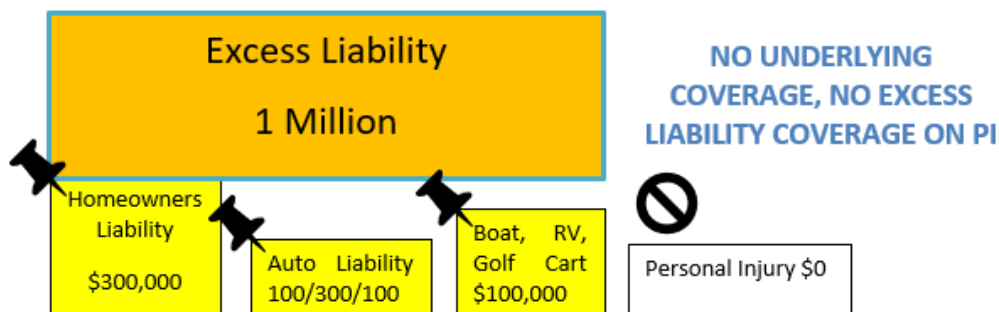 Excess Liability
1 Million
NO UNDERLYING
COVERAGE, NO EXCESS
LIABILITY COVERAGE ON PI
Homeowners
Liability
$300,000
Auto Liability
100/300/100
Boat, RV,
Golf Cart
$100,000
Personal Injury $0